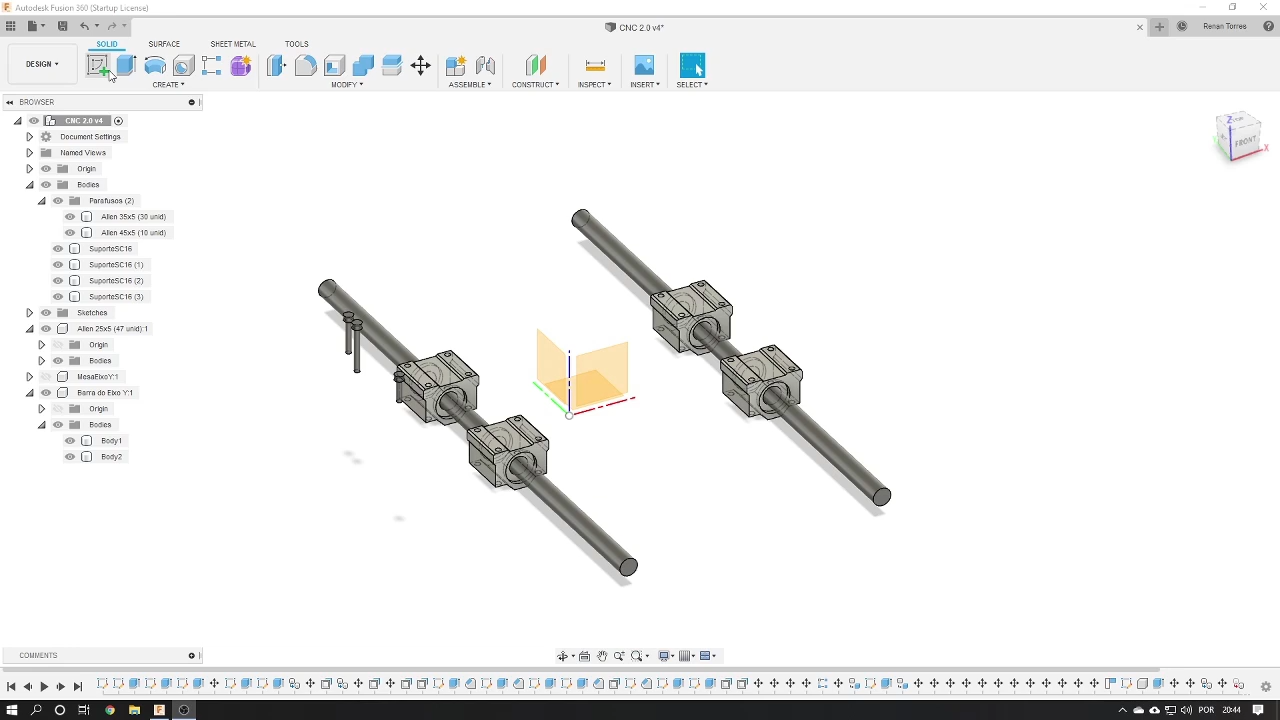 Autodesk Fusion 360 (Startup License)
CNC 2.0 v4*
Renan Torres
SOLID SURFACE SHEET METAL TOOLS
DESIGN
CREATE MODIFY ASSEMBLE CONSTRUCT INSPECT INSERT SELECT
BROWSER
CNC 2.0 v4
Document Settings
Named Views
Origin
Bodies
Parafusos (2)
Allen 35x5 (30 unid)
Allen 45x5 (10 unid)
SuporteSC16
SuporteSC16 (1)
SuporteSC16 (2)
SuporteSC16 (3)
Sketches
Allen 25x5 (47 unid):1
Origin
Bodies
MesaEixoY:1
Barra do Eixo Y:1
Origin
Bodies
Body1
Body2
Z
FRONT
X
COMMENTS
POR 20:44